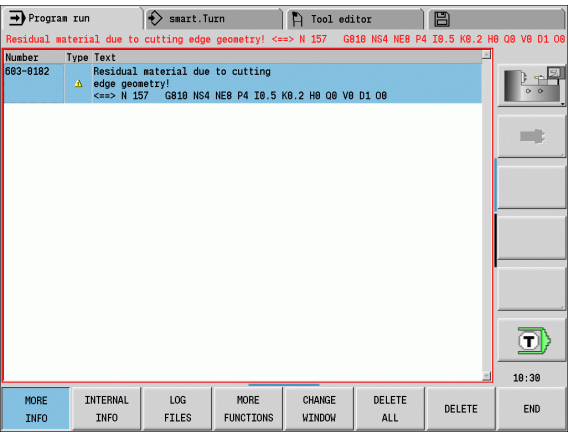 Program run
smart.Turn
Tool editor
Residual material due to cutting edge geometry! <==> N 157 G810 NS4 NE8 P4 I0.5 K0.2 H0 Q0 V0 D1 O0
Number Type Text
603-0182 Residual material due to cutting
edge geometry!
<==> N 157 G810 NS4 NE8 P4 I0.5 K0.2 H0 Q0 V0 D1 O0
T
10:30
MORE INFO
INTERNAL INFO
LOG FILES
MORE FUNCTIONS
CHANGE WINDOW
DELETE ALL
DELETE
END